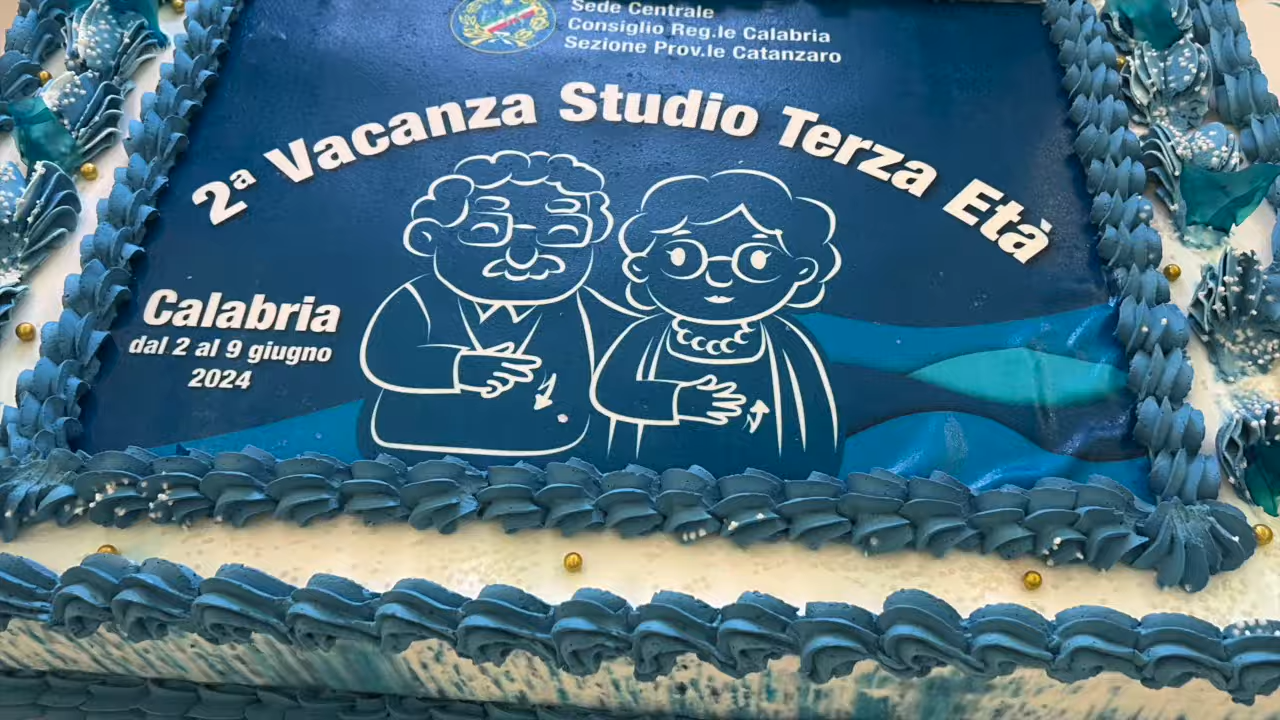 Sede Centrale
Consiglio Reg.le Calabria
Sezione Prov.le Catanzaro
2ª Vacanza Studio Terza Età
Calabria
dal 2 al 9 giugno
2024